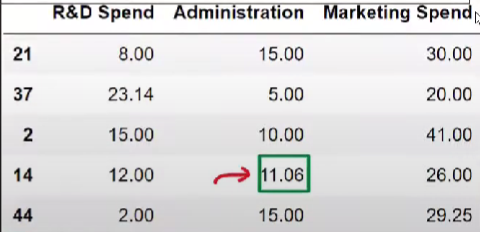 R&D Spend Administration Marketing Spend
21 8.00 15.00 30.00
37 23.14 5.00 20.00
2 15.00 10.00 41.00
14 12.00 11.06 26.00
44 2.00 15.00 29.25